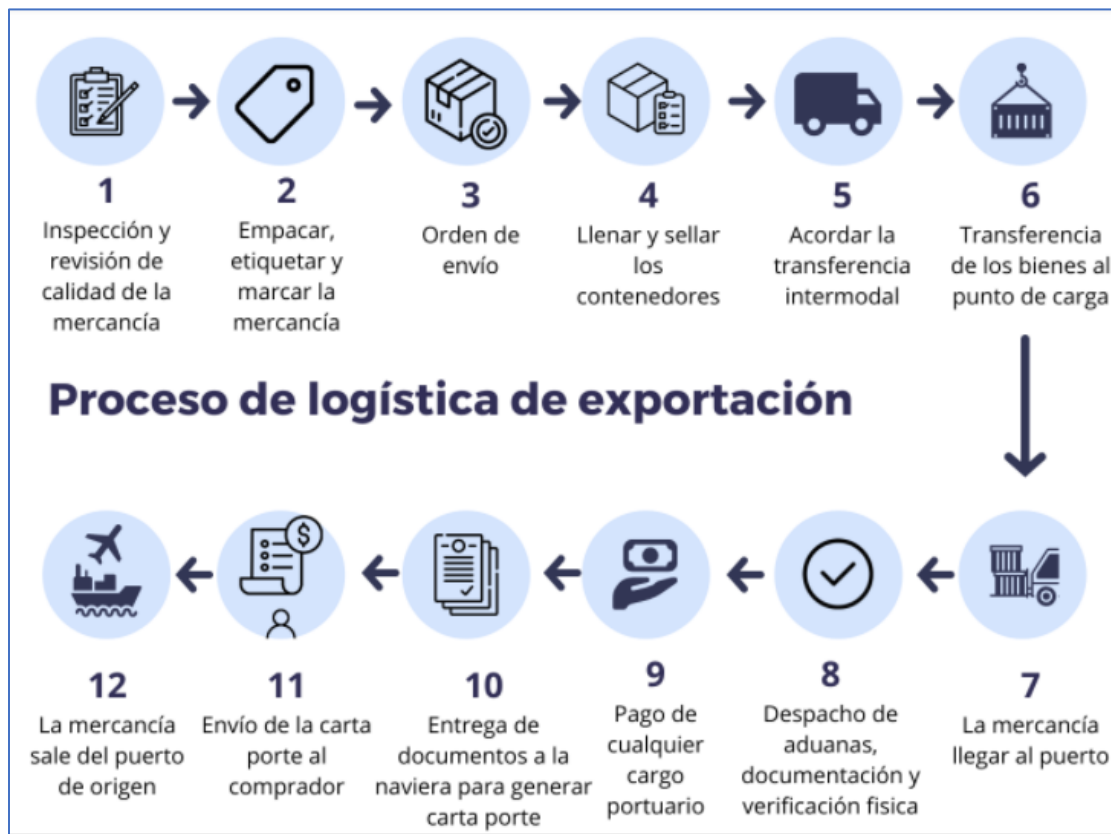 1
Inspección y
revisión de
calidad de la
mercancía
2
Empacar,
etiquetar y
marcar la
mercancía
3
Orden de
envío
4
Llenar y sellar
los
contenedores
5
Acordar la
transferencia
intermodal
6
Transferencia
de los bienes al
punto de carga
Proceso de logística de exportación
7
La mercancía
llegar al puerto
8
Despacho de
aduanas,
documentación y
verificación fisica
9
Pago de
cualquier
cargo
portuario
10
Entrega de
documentos a la
naviera para generar
carta porte
11
Envío de la carta
porte al
comprador
$
12
La mercancía
sale del puerto
de origen